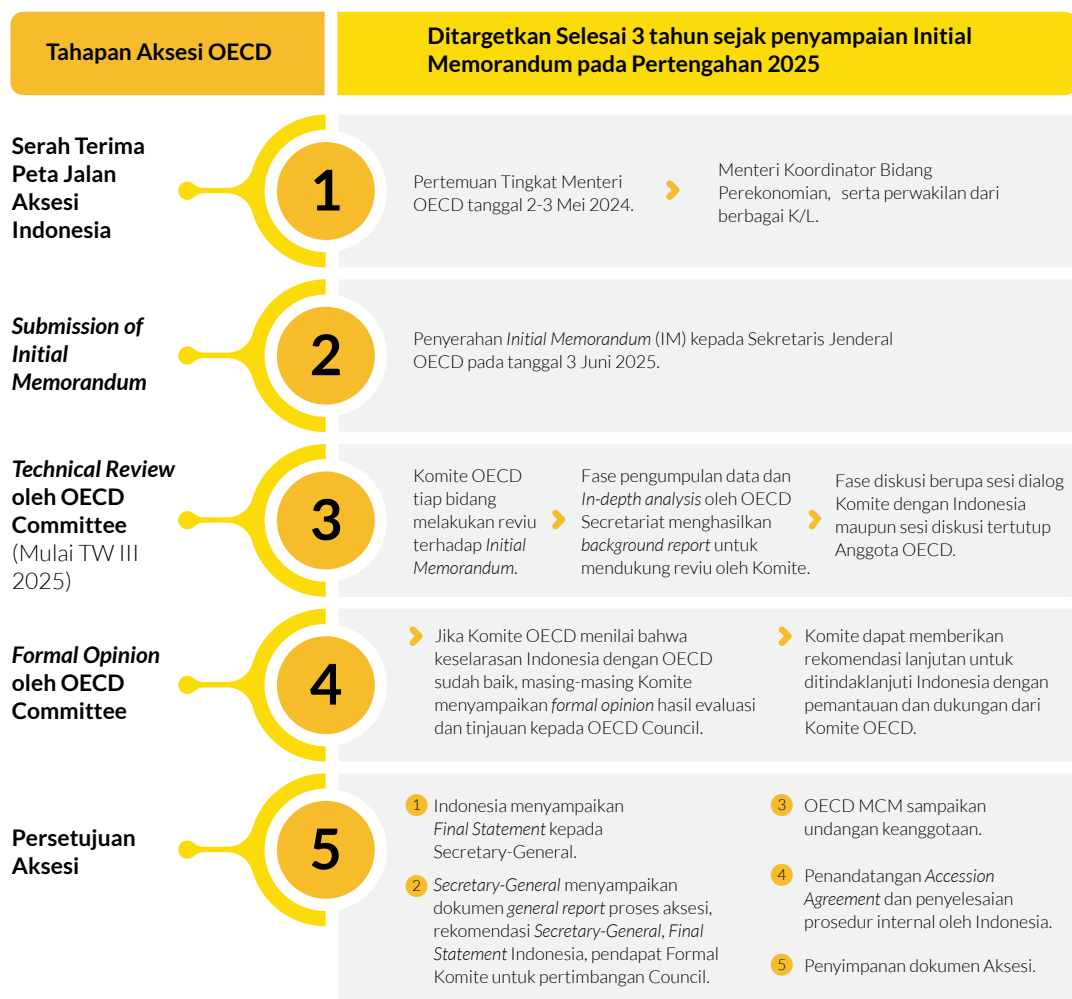 Tahapan Aksesi OECD
Ditargetkan Selesai 3 tahun sejak penyampaian Initial
Memorandum pada Pertengahan 2025
Serah Terima
Peta Jalan
Aksesi
Indonesia
1
Pertemuan Tingkat Menteri
OECD tanggal 2-3 Mei 2024.
Menteri Koordinator Bidang
Perekonomian, serta perwakilan dari
berbagai K/L.
Submission of
Initial
Memorandum
2
Penyerahan Initial Memorandum (IM) kepada Sekretaris Jenderal
OECD pada tanggal 3 Juni 2025.
Technical Review
oleh OECD
Committee
(Mulai TW III
2025)
3
Komite OECD
tiap bidang
melakukan reviu
terhadap Initial
Memorandum.
Fase pengumpulan data dan
In-depth analysis oleh OECD
Secretariat menghasilkan
background report untuk
mendukung reviu oleh Komite.
Fase diskusi berupa sesi dialog
Komite dengan Indonesia
maupun sesi diskusi tertutup
Anggota OECD.
Formal Opinion
oleh OECD
Committee
4
Jika Komite OECD menilai bahwa
keselarasan Indonesia dengan OECD
sudah baik, masing-masing Komite
menyampaikan formal opinion hasil evaluasi
dan tinjauan kepada OECD Council.
Komite dapat memberikan
rekomendasi lanjutan untuk
ditindaklanjuti Indonesia dengan
pemantauan dan dukungan dari
Komite OECD.
Persetujuan
Aksesi
5
1 Indonesia menyampaikan
Final Statement kepada
Secretary-General.
2 Secretary-General menyampaikan
dokumen general report proses aksesi,
rekomendasi Secretary-General, Final
Statement Indonesia, pendapat Formal
Komite untuk pertimbangan Council.
3 OECD MCM sampaikan
undangan keanggotaan.
4 Penandatangan Accession
Agreement dan penyelesaian
prosedur internal oleh Indonesia.
5 Penyimpanan dokumen Aksesi.